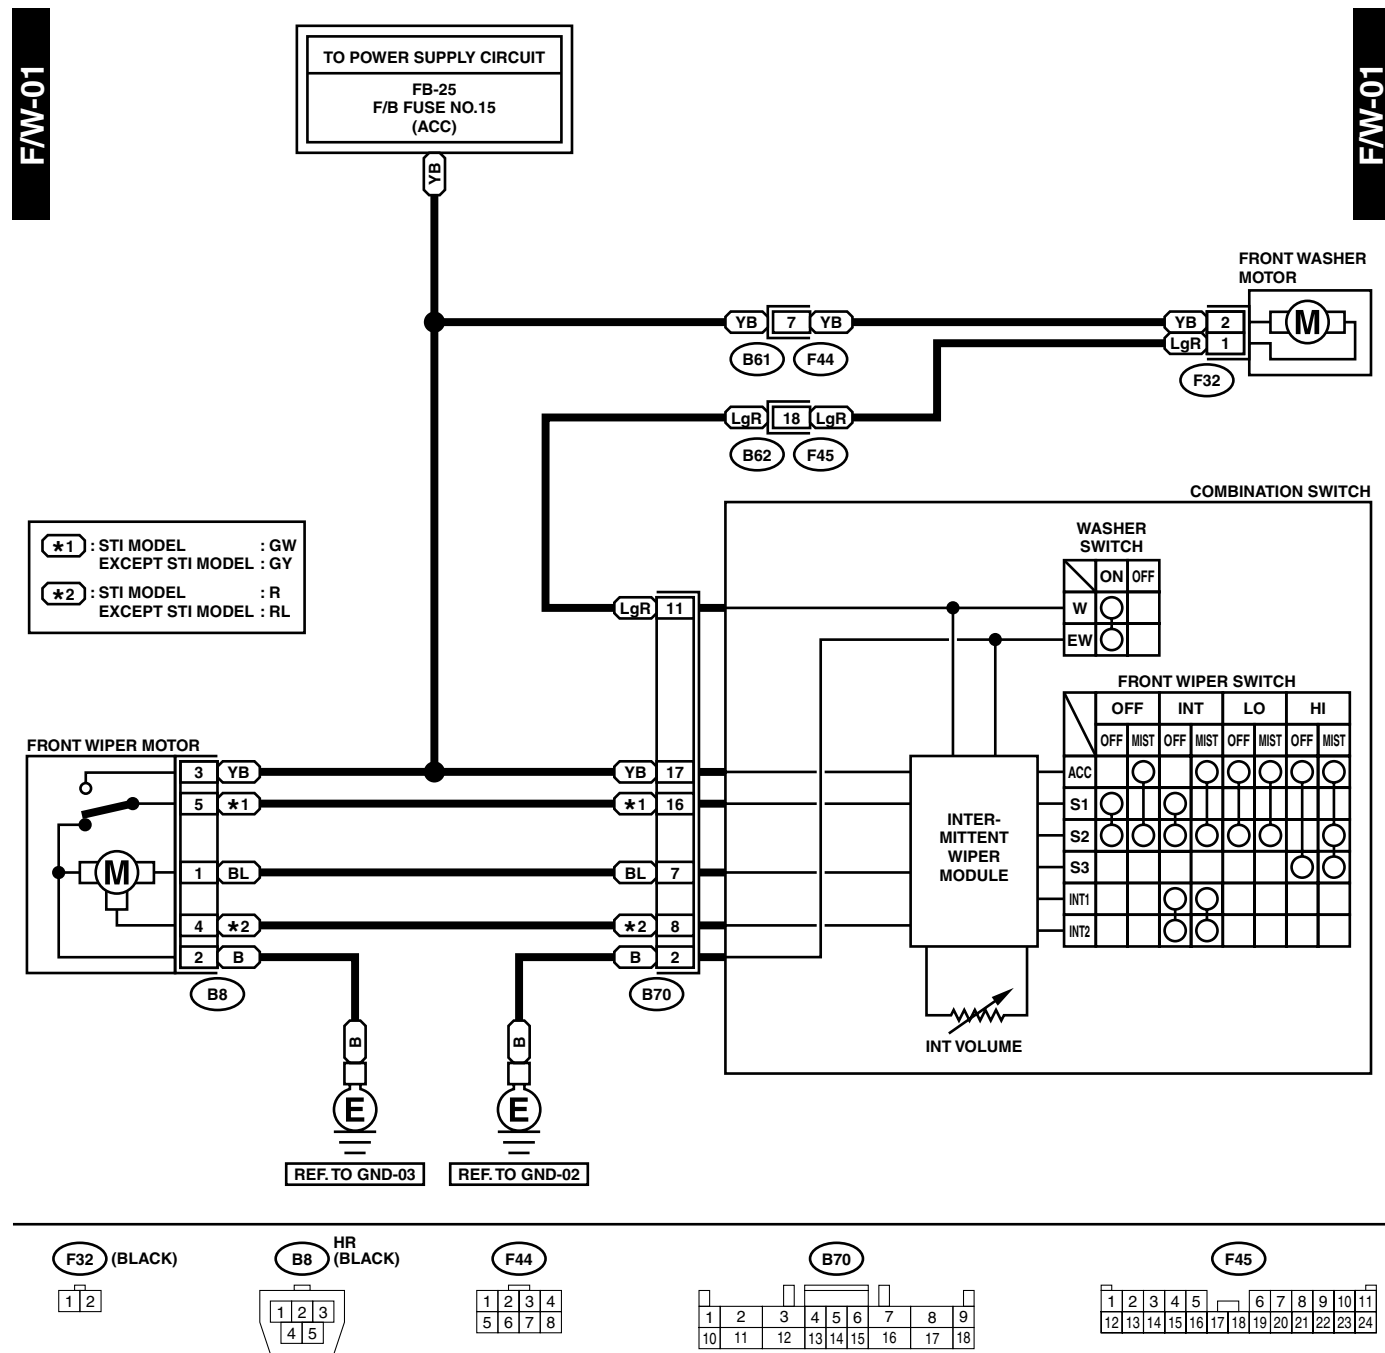 F/W-01
F/W-01
TO POWER SUPPLY CIRCUIT
FB-25
F/B FUSE NO.15
(ACC)
YB
FRONT WASHER
MOTOR
YB 7 YB
YB 2
M
LgR 1
B61 F44
F32
LgR 18 LgR
B62 F45
COMBINATION SWITCH
*1 : STI MODEL : GW
EXCEPT STI MODEL : GY
*2 : STI MODEL : R
EXCEPT STI MODEL : RL
WASHER
SWITCH
ON OFF
W
EW
LgR 11
FRONT WIPER SWITCH
OFF INT LO HI
OFF MIST OFF MIST OFF MIST OFF MIST
ACC
S1
S2
S3
INT1
INT2
FRONT WIPER MOTOR
3 YB
YB 17
5 *1
*1 16
M
1 BL
BL 7
4 *2
*2 8
2 B
B 2
B8
B70
INTER-
MITTENT
WIPER
MODULE
INT VOLUME
B
B
E
E
REF. TO GND-03
REF. TO GND-02
F32 (BLACK)
1 2
B8 HR
(BLACK)
1 2 3
4 5
F44
1 2 3 4
5 6 7 8
B70
1 2 3 4 5 6 7 8 9
10 11 12 13 14 15 16 17 18
F45
1 2 3 4 5 6 7 8 9 10 11
12 13 14 15 16 17 18 19 20 21 22 23 24